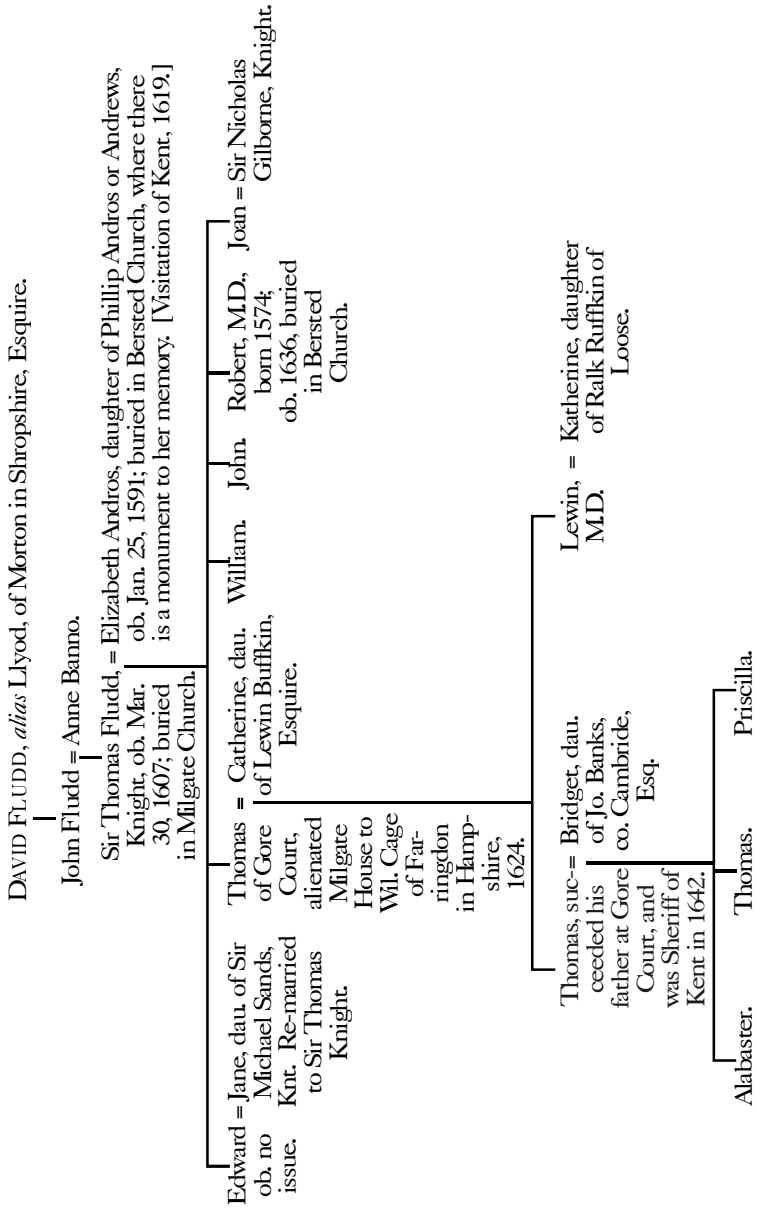 DAVID FLUDD, alias Llyod, of Morton in Shropshire, Esquire.
John Fludd = Anne Banno.
Sir Thomas Fludd, = Elizabeth Andros, daughter of Phillip Andros or Andrews,
Knight, ob. Mar.
30, 1607; buried
in Milgate Church.
ob. Jan. 25, 1591; buried in Bersted Church, where there
is a monument to her memory. [Visitation of Kent, 1619.]
Edward = Jane, dau. of Sir
ob. no
issue.
Michael Sands,
Knt. Re-married
to Sir Thomas
Knight.
Thomas = Catherine, dau.
of Gore
Court,
alienated
Milgate
House to
Wil. Cage
of Far-
ringdon
in Hamp-
shire,
1624.
of Lewin Buffkin,
Esquire.
William.
John.
Robert, M.D.,
born 1574;
ob. 1636, buried
in Bersted
Church.
Joan = Sir Nicholas
Gilborne, Knight.
Thomas, suc-= Bridget, dau.
ceeded his
father at Gore
Court, and
was Sheriff of
Kent in 1642.
of Jo. Banks,
co. Cambride,
Esq.
Lewin, = Katherine, daughter
M.D.
of Ralk Ruffkin of
Loose.
Alabaster.
Thomas.
Priscilla.